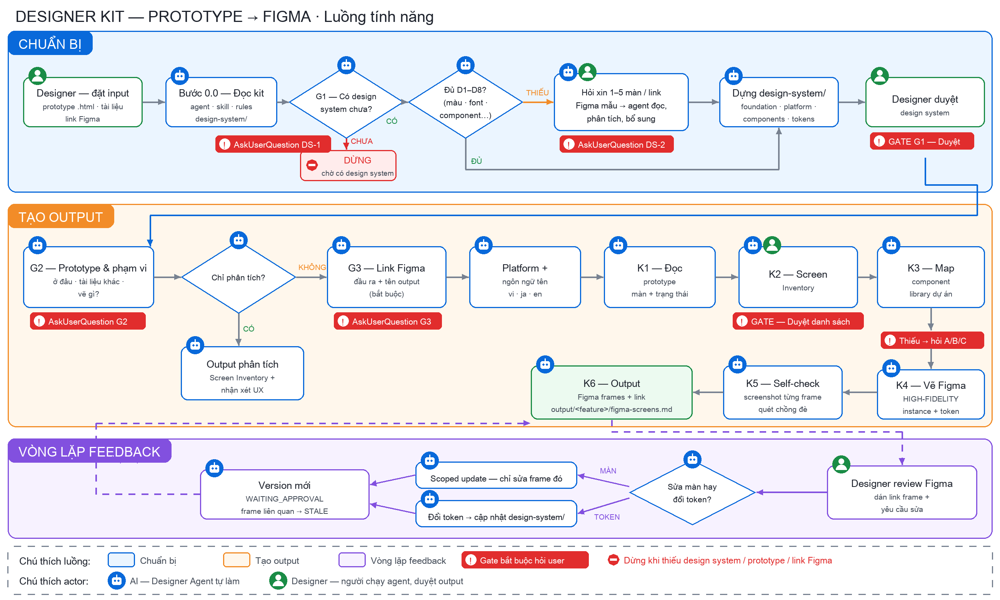 DESIGNER KIT — PROTOTYPE → FIGMA · Luồng tính năng
CHUẨN BỊ
Designer — đặt input
prototype .html · tài liệu
link Figma
Bước 0.0 — Đọc kit
agent · skill · rules
design-system/
G1 — Có design
system chưa?
CÓ
CHƯA
! AskUserQuestion DS-1
DỪNG
chờ có design system
Đủ D1–D8?
(màu · font ·
component…)
THIẾU
ĐỦ
Hỏi xin 1–5 màn / link
Figma mẫu → agent đọc,
phân tích, bổ sung
! AskUserQuestion DS-2
Dựng design-system/
foundation · platform ·
components · tokens
Designer duyệt
design system
! GATE G1 — Duyệt
TẠO OUTPUT
G2 — Prototype & phạm vi
ở đâu · tài liệu khác ·
vẽ gì?
! AskUserQuestion G2
Chỉ phân tích?
KHÔNG
CÓ
Output phân tích
Screen Inventory +
nhận xét UX
G3 — Link Figma
đầu ra + tên output
(bắt buộc)
! AskUserQuestion G3
Platform +
ngôn ngữ tên
vi · ja · en
K1 — Đọc
prototype
màn + trạng thái
K2 — Screen
Inventory
! GATE — Duyệt danh sách
K3 — Map
component
library dự án
! Thiếu → hỏi A/B/C
K4 — Vẽ Figma
HIGH-FIDELITY
instance + token
K5 — Self-check
screenshot từng frame
quét chồng đè
K6 — Output
Figma frames + link
output/<feature>/figma-screens.md
VÒNG LẶP FEEDBACK
Version mới
WAITING_APPROVAL
frame liên quan → STALE
Scoped update — chỉ sửa frame đó
Đổi token → cập nhật design-system/
MÀN
TOKEN
Sửa màn hay
đổi token?
Designer review Figma
dán link frame +
yêu cầu sửa
Chú thích luồng:
Chuẩn bị
Tạo output
Vòng lặp feedback
! Gate bắt buộc hỏi user
Dừng khi thiếu design system / prototype / link Figma
Chú thích actor:
AI — Designer Agent tự làm
Designer — người chạy agent, duyệt output